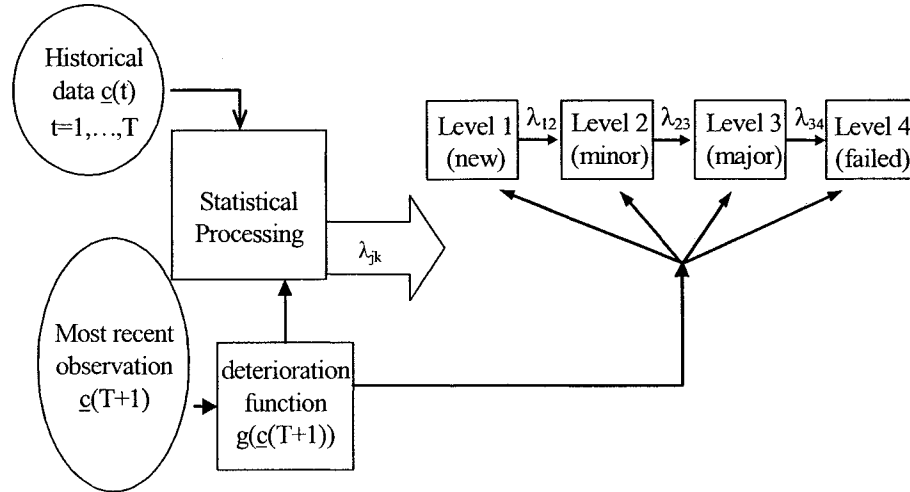 Historical
data c(t)
t=1,…,T
Statistical
Processing
λjk
Level 1
(new)
λ12
Level 2
(minor)
λ23
Level 3
(major)
λ34
Level 4
(failed)
Most recent
observation
c(T+1)
deterioration
function
g(c(T+1))